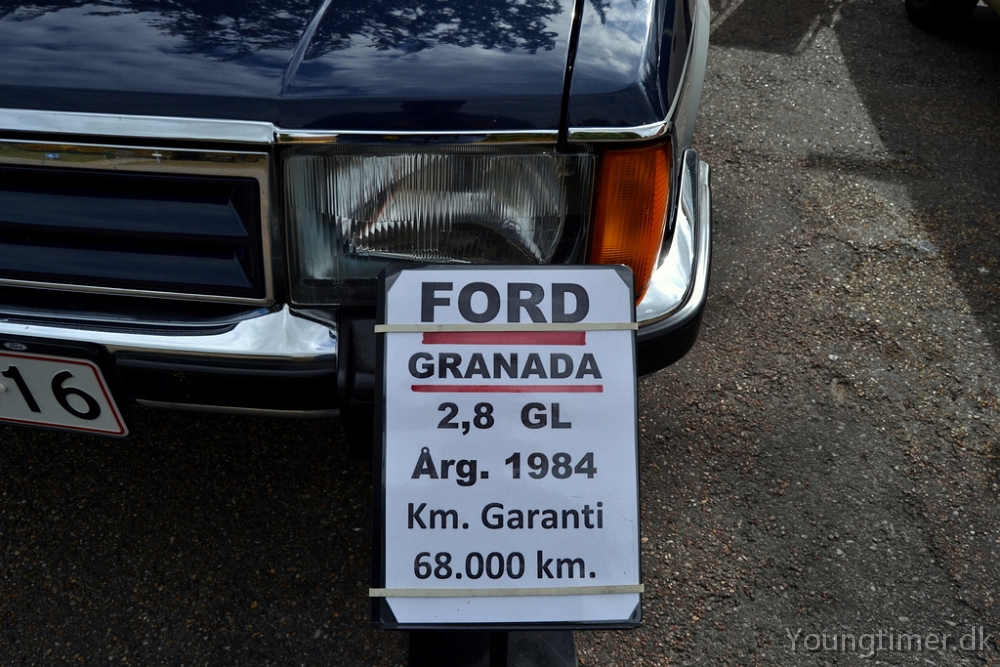 FORD
GRANADA
2,8 GL
Årg. 1984
Km. Garanti
68.000 km.
16
Youngtimer.dk